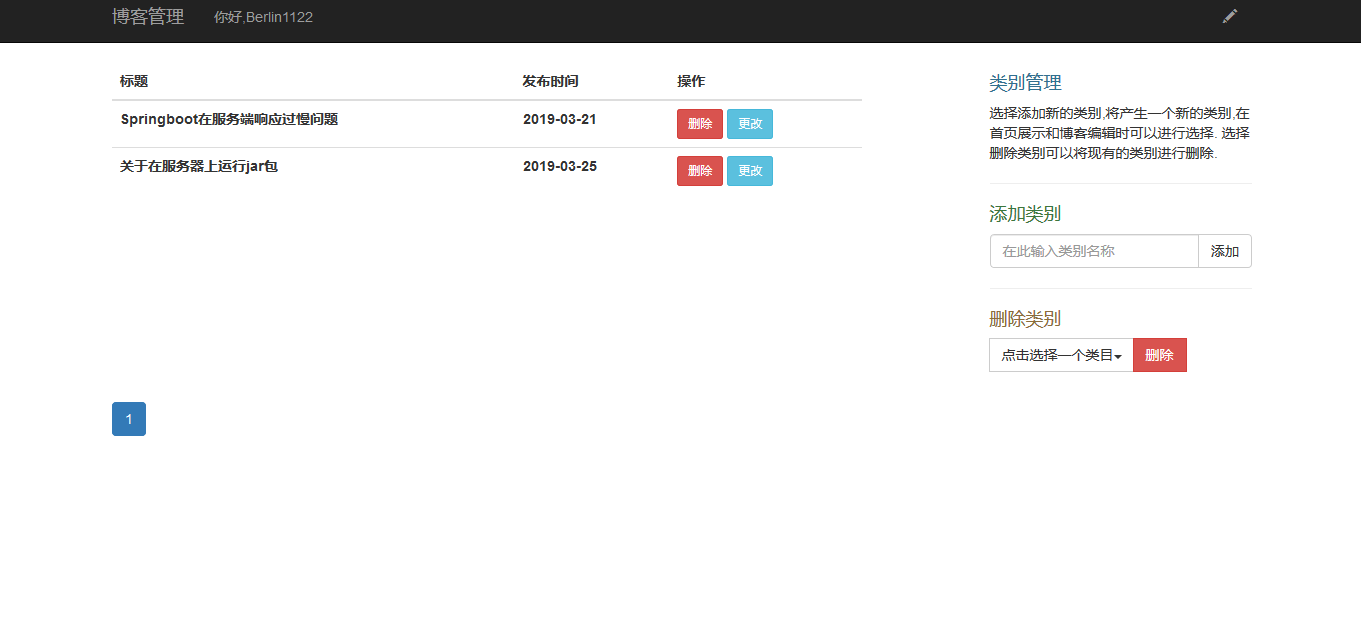 博客管理 你好,Berlin1122
标题 发布时间 操作
Springboot在服务端响应过慢问题 2019-03-21 删除 更改
关于在服务器上运行jar包 2019-03-25 删除 更改
类别管理
选择添加新的类别,将产生一个新的类别,在
首页展示和博客编辑时可以进行选择. 选择
删除类别可以将现有的类别进行删除.
添加类别
在此输入类别名称 添加
删除类别
点击选择一个类目 删除
1